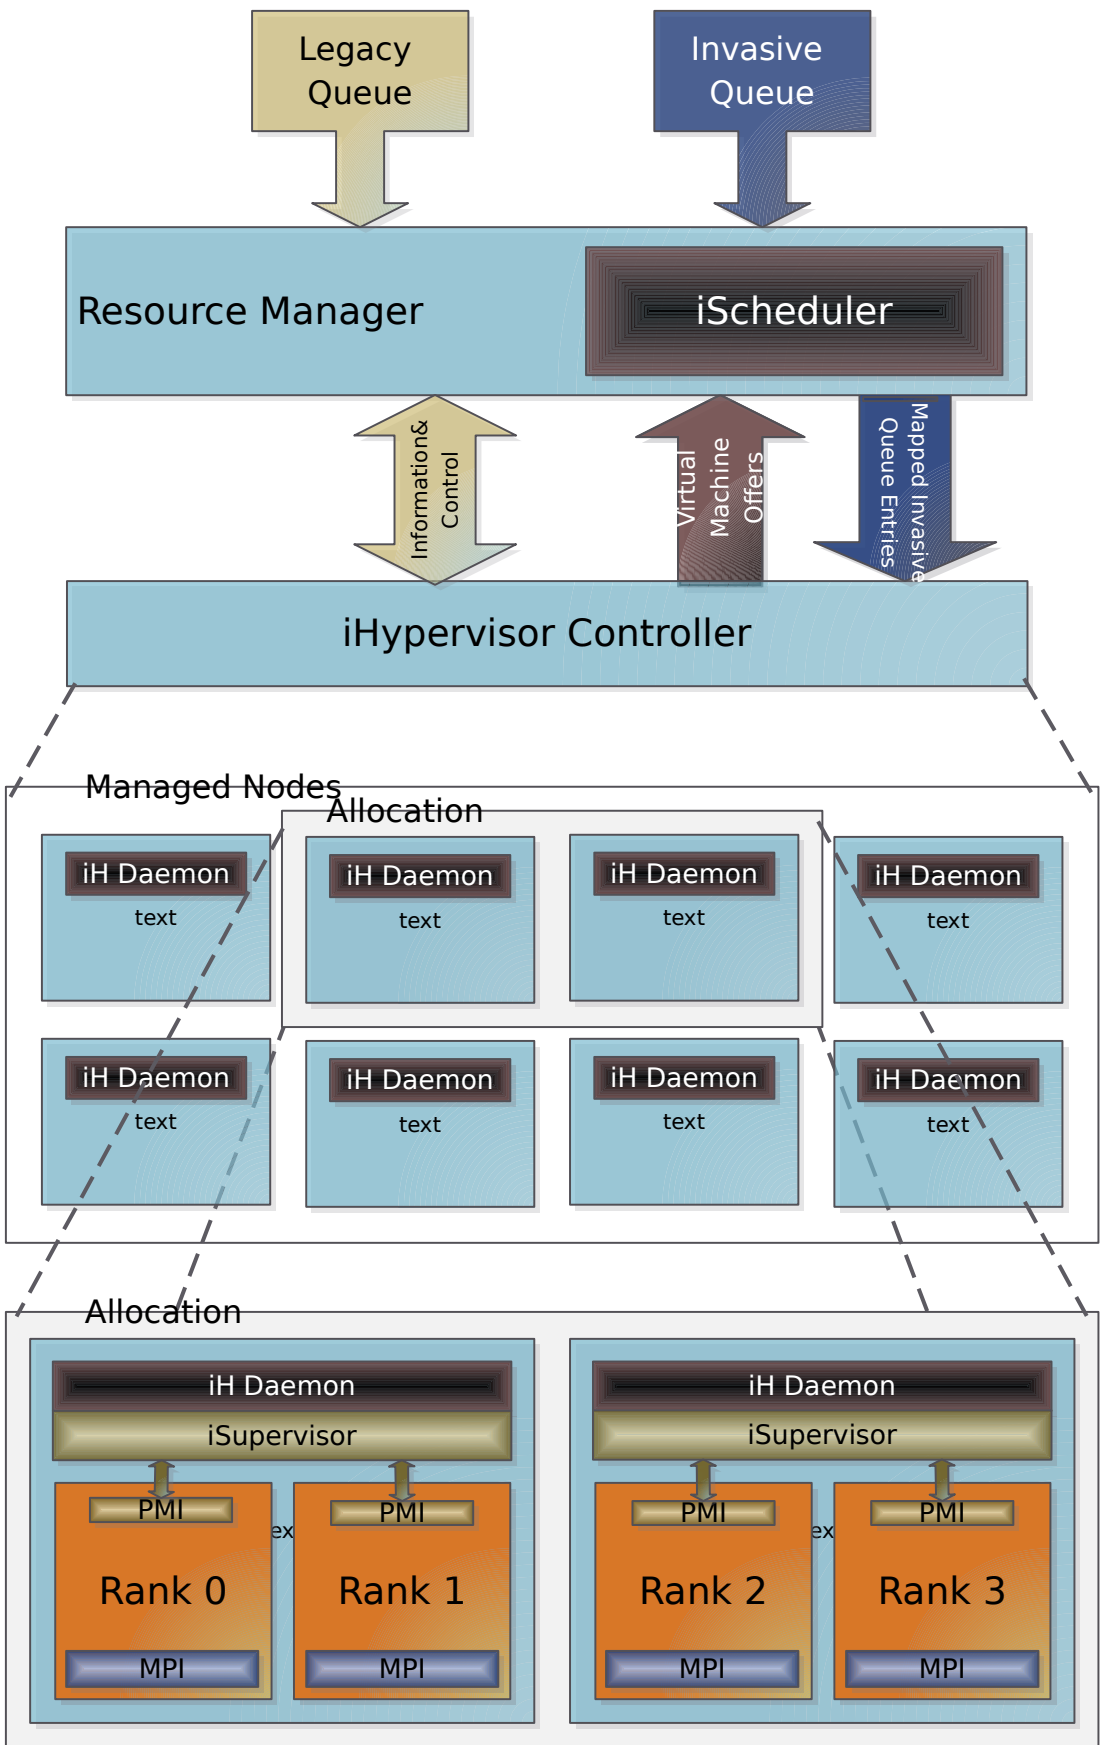 Legacy
Queue
Invasive
Queue
Resource Manager
iScheduler
Information&
Control
Virtual
Machine
Offers
Mapped Invasive
Queue Entries
iHypervisor Controller
Managed Nodes
Allocation
iH Daemon
iH Daemon
iH Daemon
iH Daemon
text
text
text
text
iH Daemon
iH Daemon
iH Daemon
iH Daemon
text
text
text
text
Allocation
iH Daemon
iH Daemon
iSupervisor
iSupervisor
PMI
PMI
PMI
PMI
ex
ex
Rank 0
Rank 1
Rank 2
Rank 3
MPI
MPI
MPI
MPI